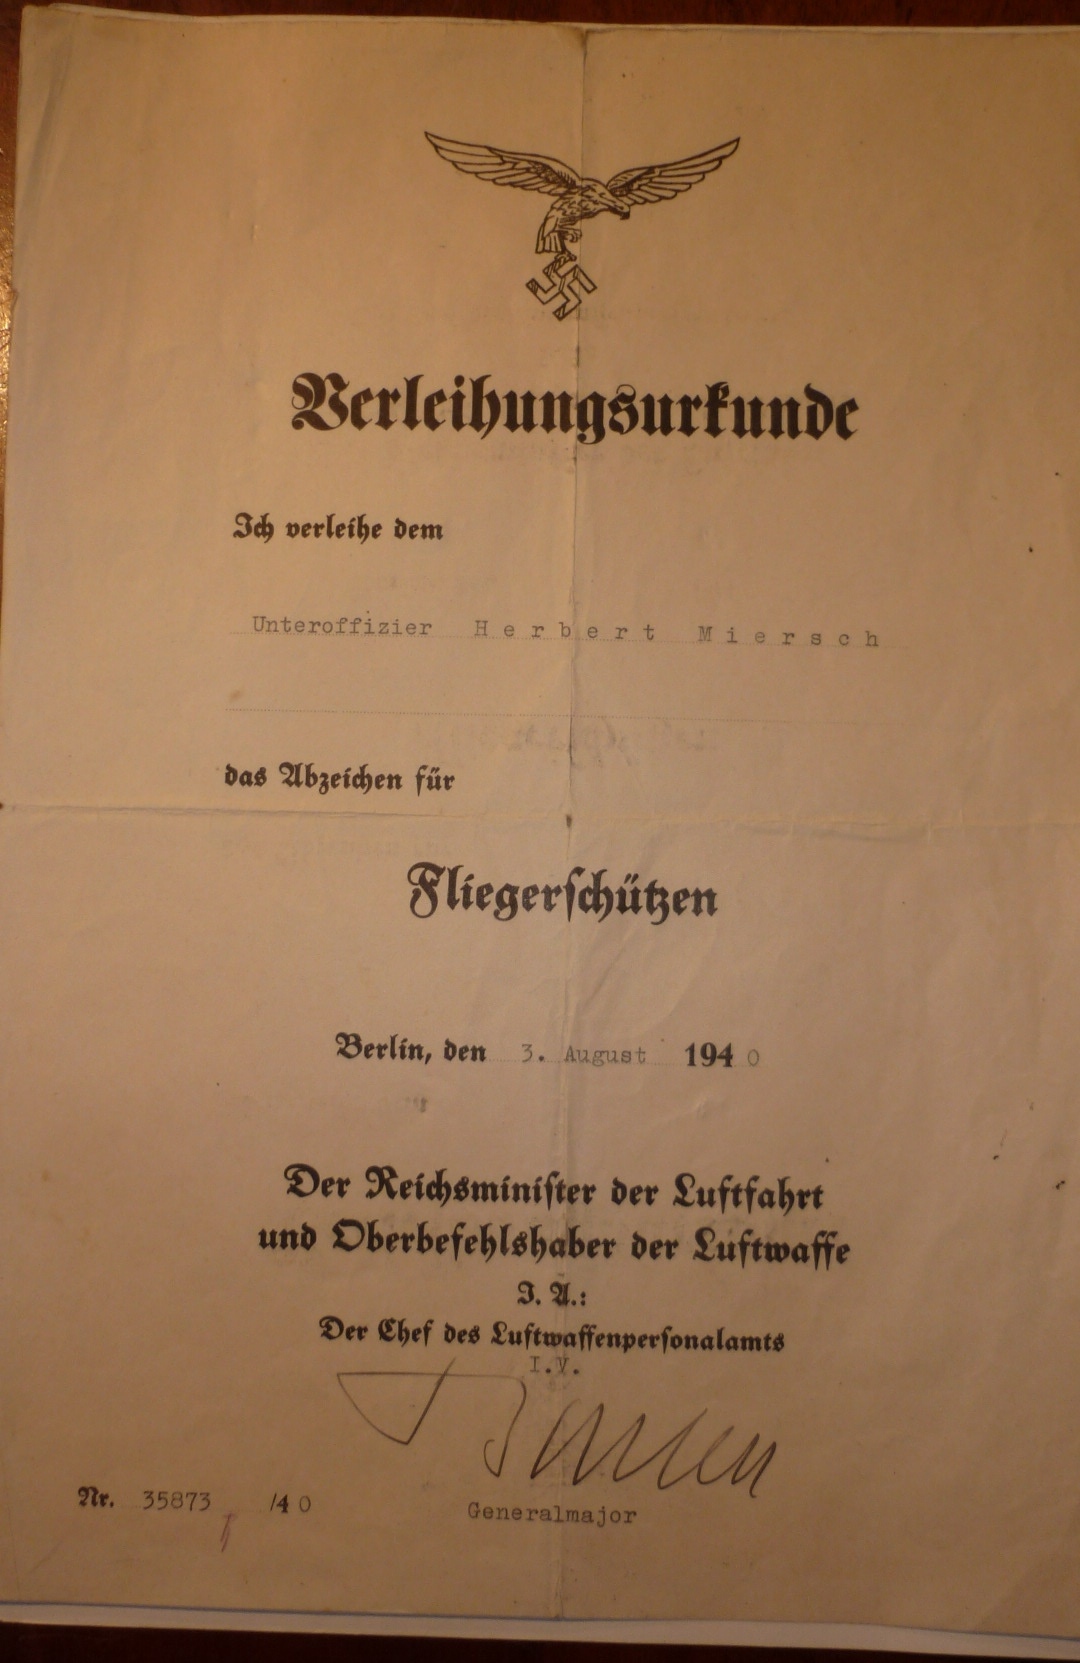 Verleihungsurkunde
Ich verleihe dem
Unteroffizier Herbert Miersch
das Abzeichen für
Fliegerschützen
Berlin, den 3. August 1940
Der Reichsminister der Luftfahrt
und Oberbefehlshaber der Luftwaffe
J. A.:
Der Chef des Luftwaffenpersonalamts
I.V.
Nr. 35873 /40
Generalmajor